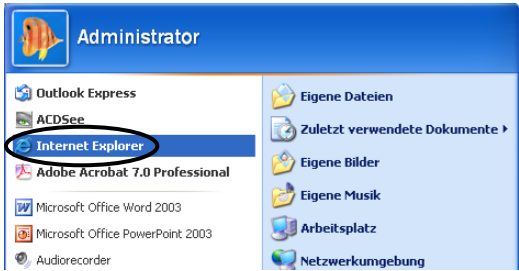 Administrator
Outlook Express
ACDSee
Internet Explorer
Adobe Acrobat 7.0 Professional
Microsoft Office Word 2003
Microsoft Office PowerPoint 2003
Audiorecorder
Eigene Dateien
Zuletzt verwendete Dokumente
Eigene Bilder
Eigene Musik
Arbeitsplatz
Netzwerkumgebung